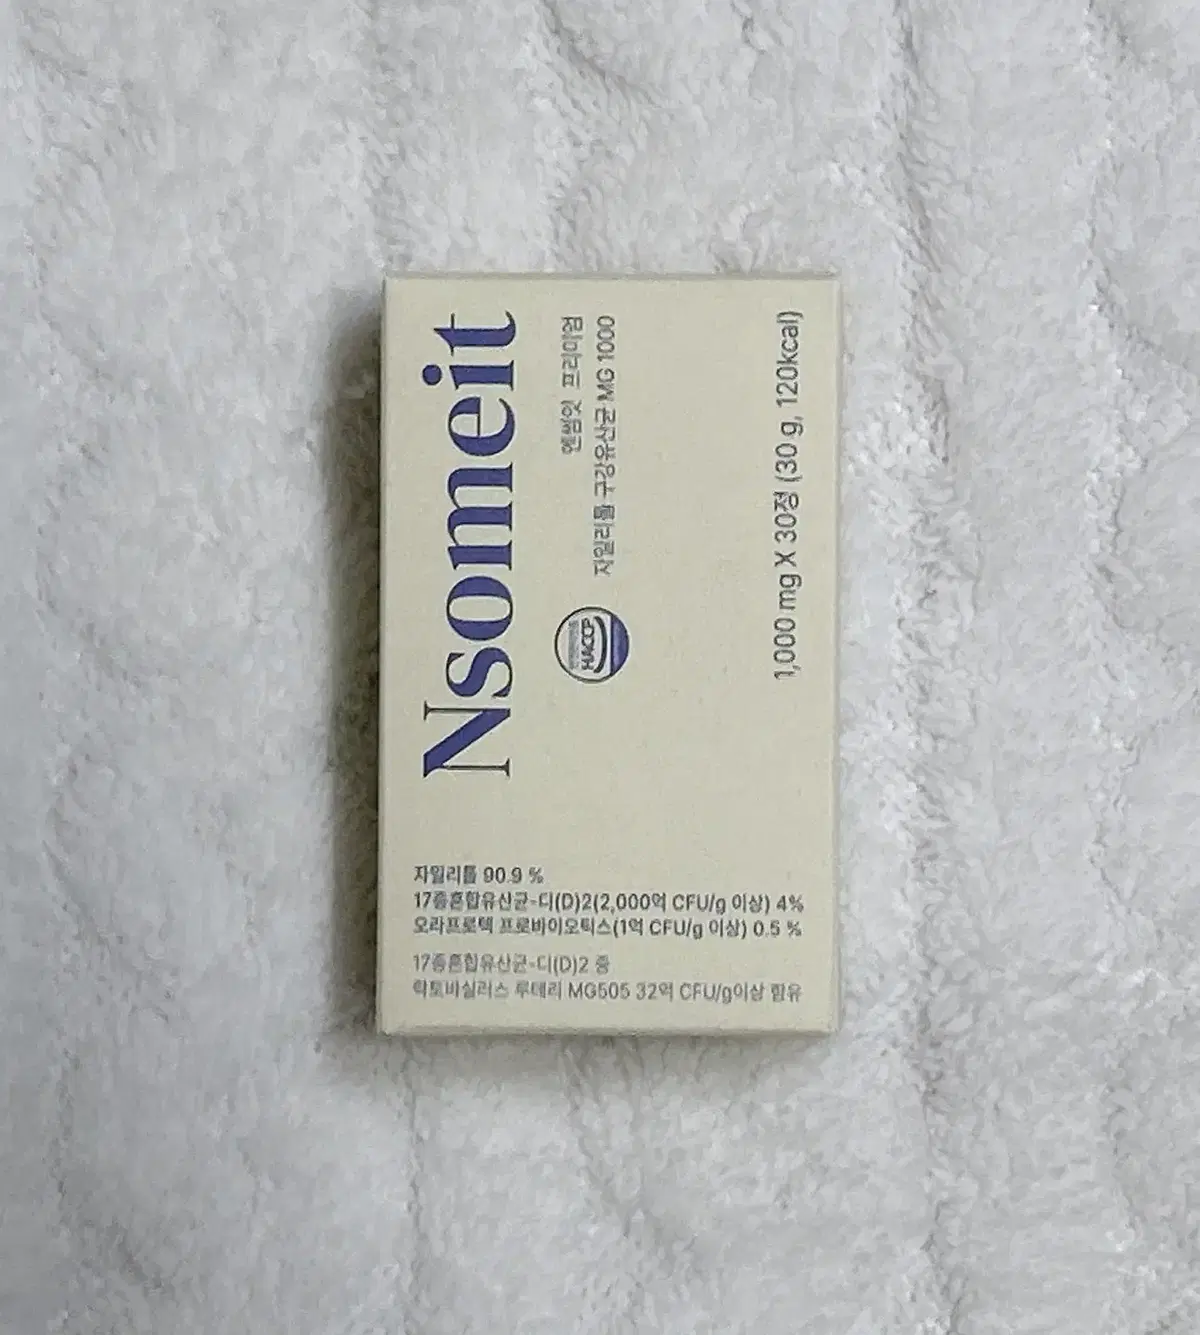 Nsomeit
엔썸잇 프리미엄
자일리톨 구강유산균 MG 1000
HACCP
1,000 mg X 30정 (30 g, 120kcal)
자일리톨 90.9 %
17종혼합유산균-디(D)2(2,000억 CFU/g 이상) 4%
오라프로텍 프로바이오틱스(1억 CFU/g 이상) 0.5 %
17종혼합유산균-디(D)2 중
락토바실러스 루테리 MG505 32억 CFU/g이상 함유